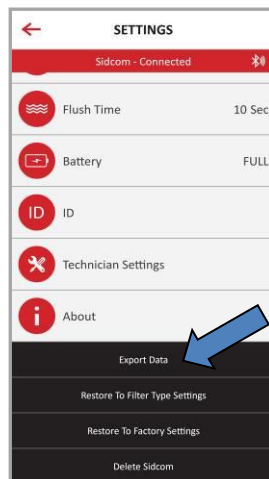 SETTINGS
Sidcom - Connected
Flush Time 10 Sec
Battery FULL
ID ID
Technician Settings
i About
Export Data
Restore To Filter Type Settings
Restore To Factory Settings
Delete Sidcom